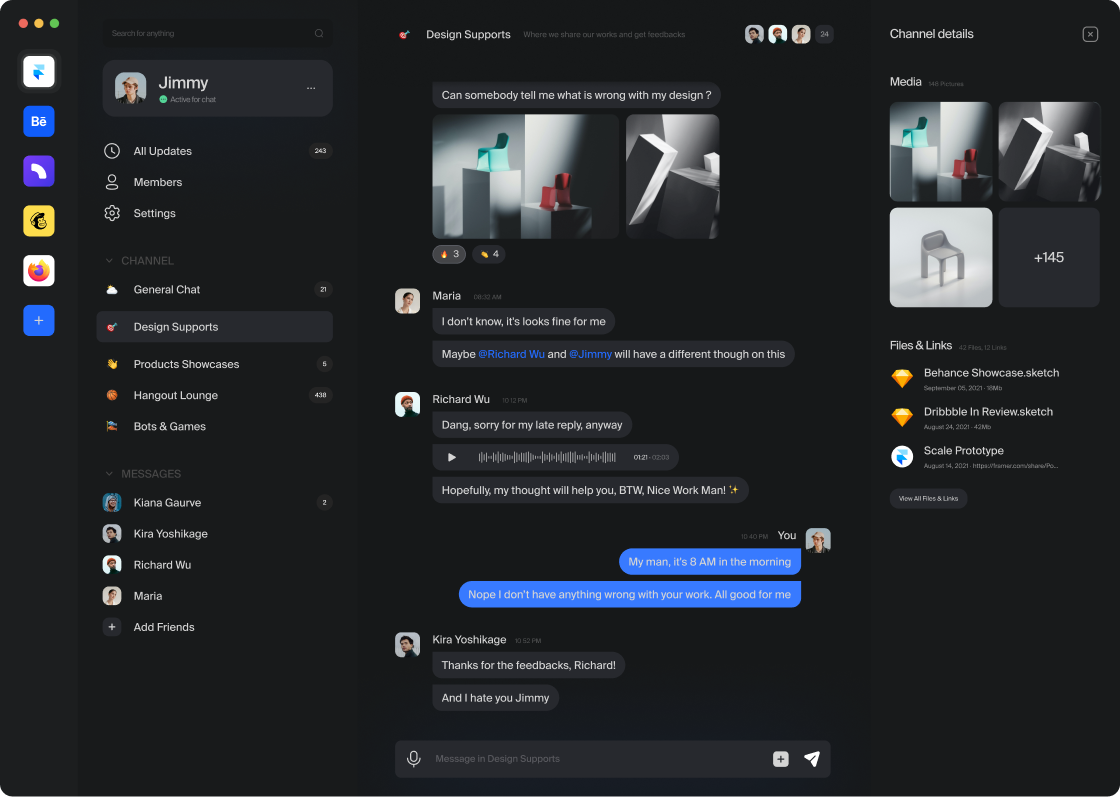 Search for anything
Bē
Jimmy
Active for chat
All Updates
243
Members
Settings
CHANNEL
General Chat
21
Design Supports
Products Showcases
5
Hangout Lounge
438
Bots & Games
MESSAGES
Kiana Gaurve
2
Kira Yoshikage
Richard Wu
Maria
Add Friends
Design Supports
Where we share our works and get feedbacks
24
Can somebody tell me what is wrong with my design ?
3
4
Maria 08:32 AM
I don't know, it's looks fine for me
Maybe @Richard Wu and @Jimmy will have a different though on this
Richard Wu 10:12 PM
Dang, sorry for my late reply, anyway
01:21 - 02:03
Hopefully, my thought will help you, BTW, Nice Work Man! ✨
10:40 PM You
My man, it's 8 AM in the morning
Nope I don't have anything wrong with your work. All good for me
Kira Yoshikage 10:52 PM
Thanks for the feedbacks, Richard!
And I hate you Jimmy
Message in Design Supports
Channel details
Media 148 Pictures
+145
Files & Links 42 Files, 12 Links
Behance Showcase.sketch
September 05, 2021 - 18Mb
Dribbble In Review.sketch
August 24, 2021 - 42Mb
Scale Prototype
August 14, 2021 - https://framer.com/share/Po...
View All Files & Links